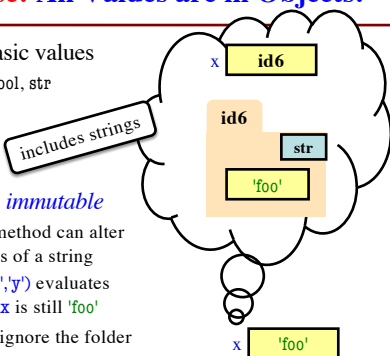 All Values are in Objects!
asic values
ool, str
x id6
id6
includes strings
str
'foo'
immutable
nethod can alter
s of a string
','y') evaluates
x is still 'foo'
ignore the folder
x 'foo'